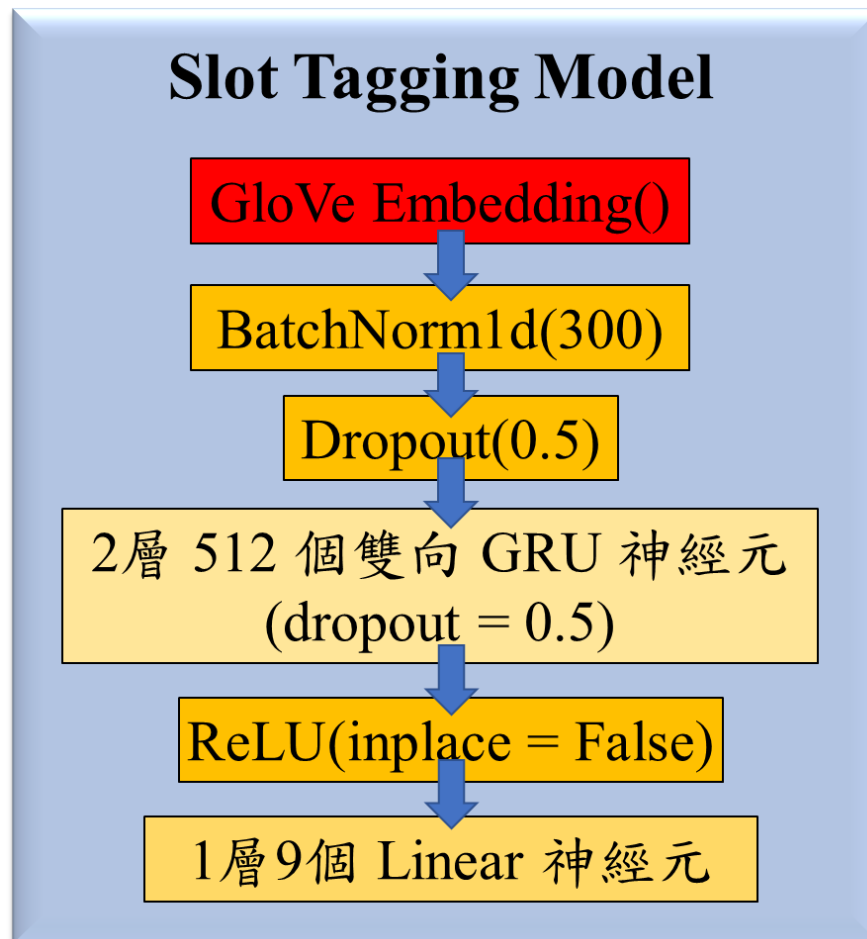 Slot Tagging Model
GloVe Embedding()
BatchNorm1d(300)
Dropout(0.5)
2層 512 個雙向 GRU 神經元
(dropout = 0.5)
ReLU(inplace = False)
1層9個 Linear 神經元